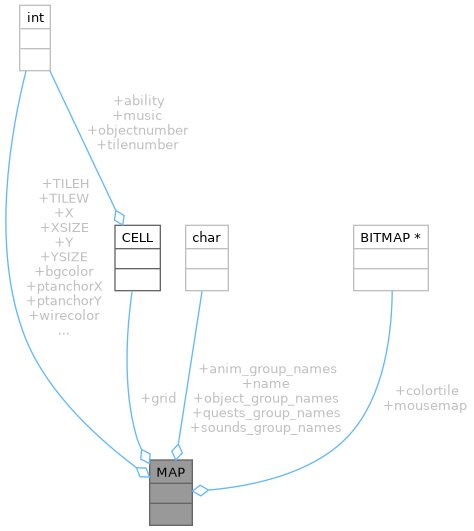 int
+ability
+music
+objectnumber
+tilenumber
+TILEH
+TILEW
+X
+XSIZE
+Y
+YSIZE
+bgcolor
+ptanchorX
+ptanchorY
+wirecolor
...
CELL
char
BITMAP *
+grid
+anim_group_names
+name
+object_group_names
+quests_group_names
+sounds_group_names
+colortile
+mousemap
MAP